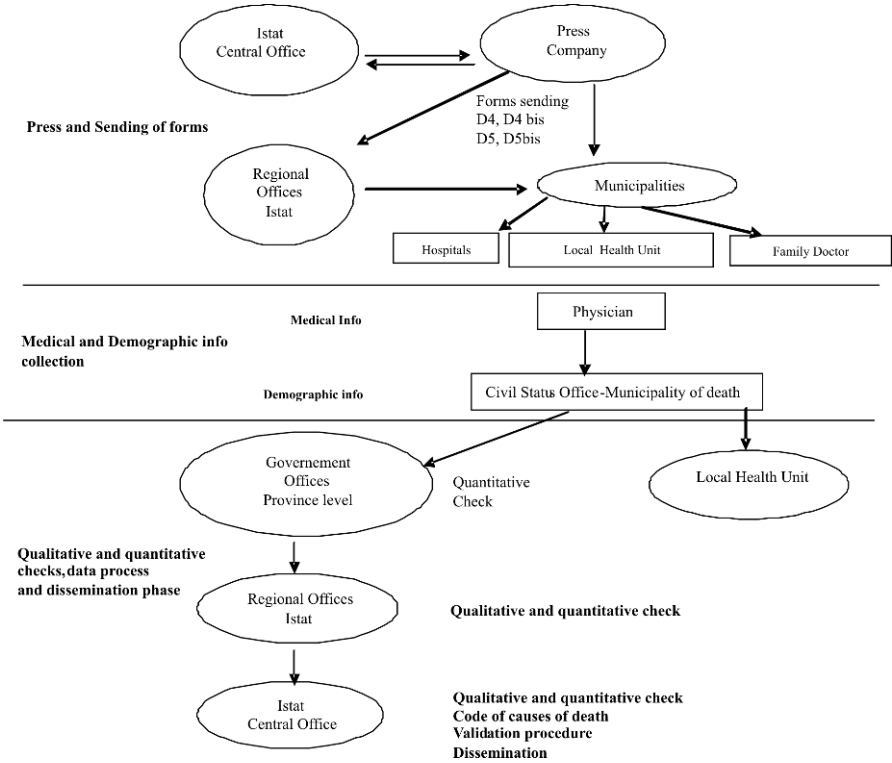 Istat
Central Office
Press
Company
Forms sending
D4, D4 bis
D5, D5bis
Press and Sending of forms
Regional
Offices
Istat
Municipalities
Hospitals
Local Health Unit
Family Doctor
Medical Info
Physician
Medical and Demographic info
collection
Demographic info
Civil Status Office-Municipality of death
Governement
Offices
Province level
Quantitative
Check
Local Health Unit
Qualitative and quantitative
checks,data process
and dissemination phase
Regional Offices
Istat
Qualitative and quantitative check
Istat
Central Office
Qualitative and quantitative check
Code of causes of death
Validation procedure
Dissemination